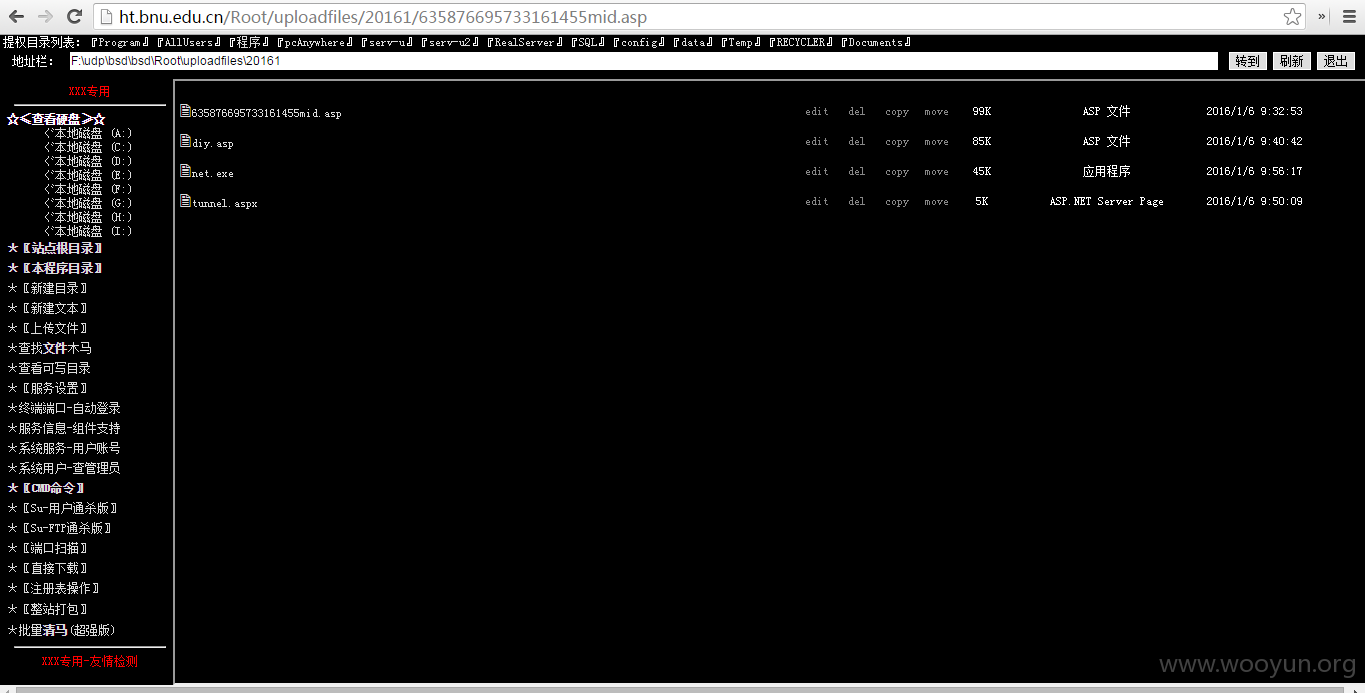 ht.bnu.edu.cn/Root/uploadfiles/20161/635876695733161455mid.asp
提权目录列表: 『Program』『AllUsers』『程序』『pcAnywhere』『serv-u』『serv-u2』『RealServer』『SQL』『config』『data』『Temp』『RECYCLER』『Documents』
地址栏: F:\udp\bsd\bsd\Root\uploadfiles\20161 转到 刷新 退出
XXX专用
☆≪查看硬盘≫☆
本地磁盘 (A:)
本地磁盘 (C:)
本地磁盘 (D:)
本地磁盘 (E:)
本地磁盘 (F:)
本地磁盘 (G:)
本地磁盘 (H:)
本地磁盘 (I:)
*〖站点根目录〗
*〖本程序目录〗
*〖新建目录〗
*〖新建文本〗
*〖上传文件〗
*查找文件木马
*查看可写目录
*〖服务设置〗
*终端端口-自动登录
*服务信息-组件支持
*系统服务-用户账号
*系统用户-查管理员
*〖CMD命令〗
*〖Su-用户通杀版〗
*〖Su-FTP通杀版〗
*〖端口扫描〗
*〖直接下载〗
*〖注册表操作〗
*〖整站打包〗
*批量清马(超强版)
XXX专用-友情检测
635876695733161455mid.asp edit del copy move 99K ASP 文件 2016/1/6 9:32:53
diy.asp edit del copy move 85K ASP 文件 2016/1/6 9:40:42
net.exe edit del copy move 45K 应用程序 2016/1/6 9:56:17
tunnel.aspx edit del copy move 5K ASP.NET Server Page 2016/1/6 9:50:09
www.wooyun.org